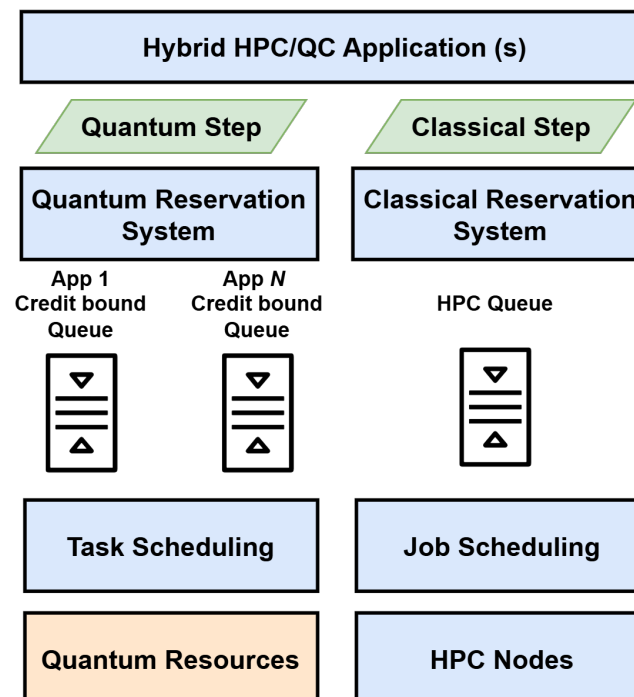 Hybrid HPC/QC Application (s)
Quantum Step
Classical Step
Quantum Reservation
System
Classical Reservation
System
App 1
Credit bound
Queue
App N
Credit bound
Queue
HPC Queue
Task Scheduling
Job Scheduling
Quantum Resources
HPC Nodes